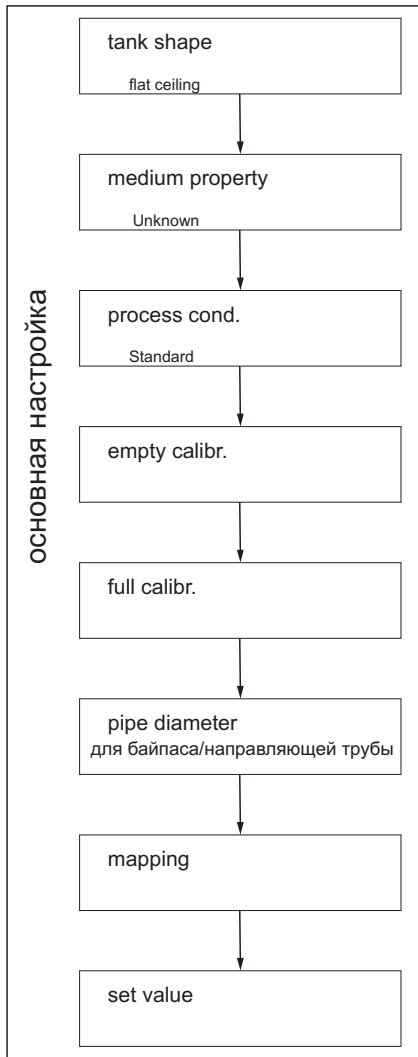 основная настройка
tank shape
flat ceiling
medium property
Unknown
process cond.
Standard
empty calibr.
full calibr.
pipe diameter
для байпаса/направляющей трубы
mapping
set value